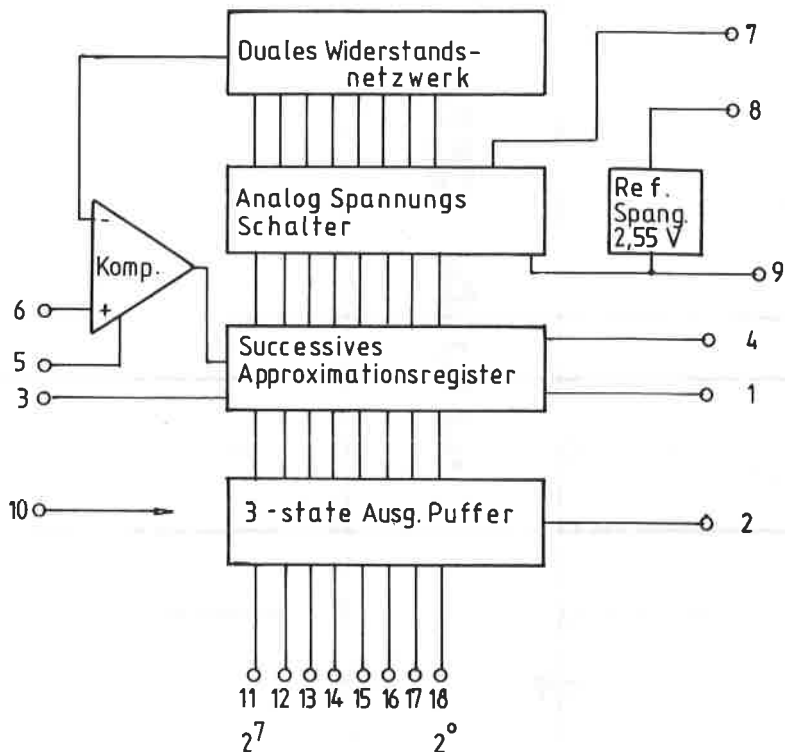 Duales Widerstands-
netzwerk
7
8
Analog Spannungs
Schalter
Ref.
Spang.
2,55 V
-
Komp.
+
9
6
5
3
Successives
Approximationsregister
4
1
10
3-state Ausg. Puffer
2
11 12 13 14 15 16 17 18
2⁷ 2⁰